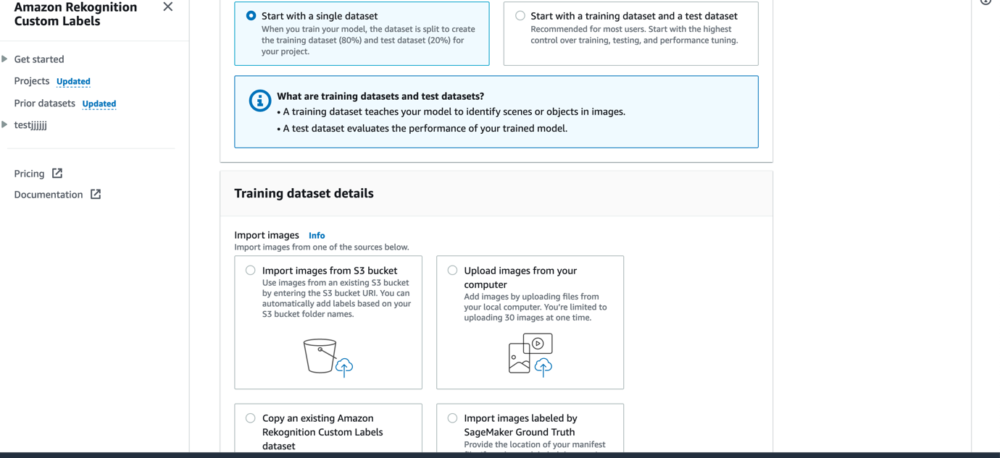 Amazon Rekognition
Custom Labels
Get started
Projects Updated
Prior datasets Updated
testjjjjjj
Pricing
Documentation
Start with a single dataset
When you train your model, the dataset is split to create
the training dataset (80%) and test dataset (20%) for
your project.
Start with a training dataset and a test dataset
Recommended for most users. Start with the highest
control over training, testing, and performance tuning.
What are training datasets and test datasets?
• A training dataset teaches your model to identify scenes or objects in images.
• A test dataset evaluates the performance of your trained model.
Training dataset details
Import images Info
Import images from one of the sources below.
Import images from S3 bucket
Use images from an existing S3 bucket
by entering the S3 bucket URI. You can
automatically add labels based on your
S3 bucket folder names.
Upload images from your
computer
Add images by uploading files from
your local computer. You're limited to
uploading 30 images at one time.
Copy an existing Amazon
Rekognition Custom Labels
dataset
Import images labeled by
SageMaker Ground Truth
Provide the location of your manifest